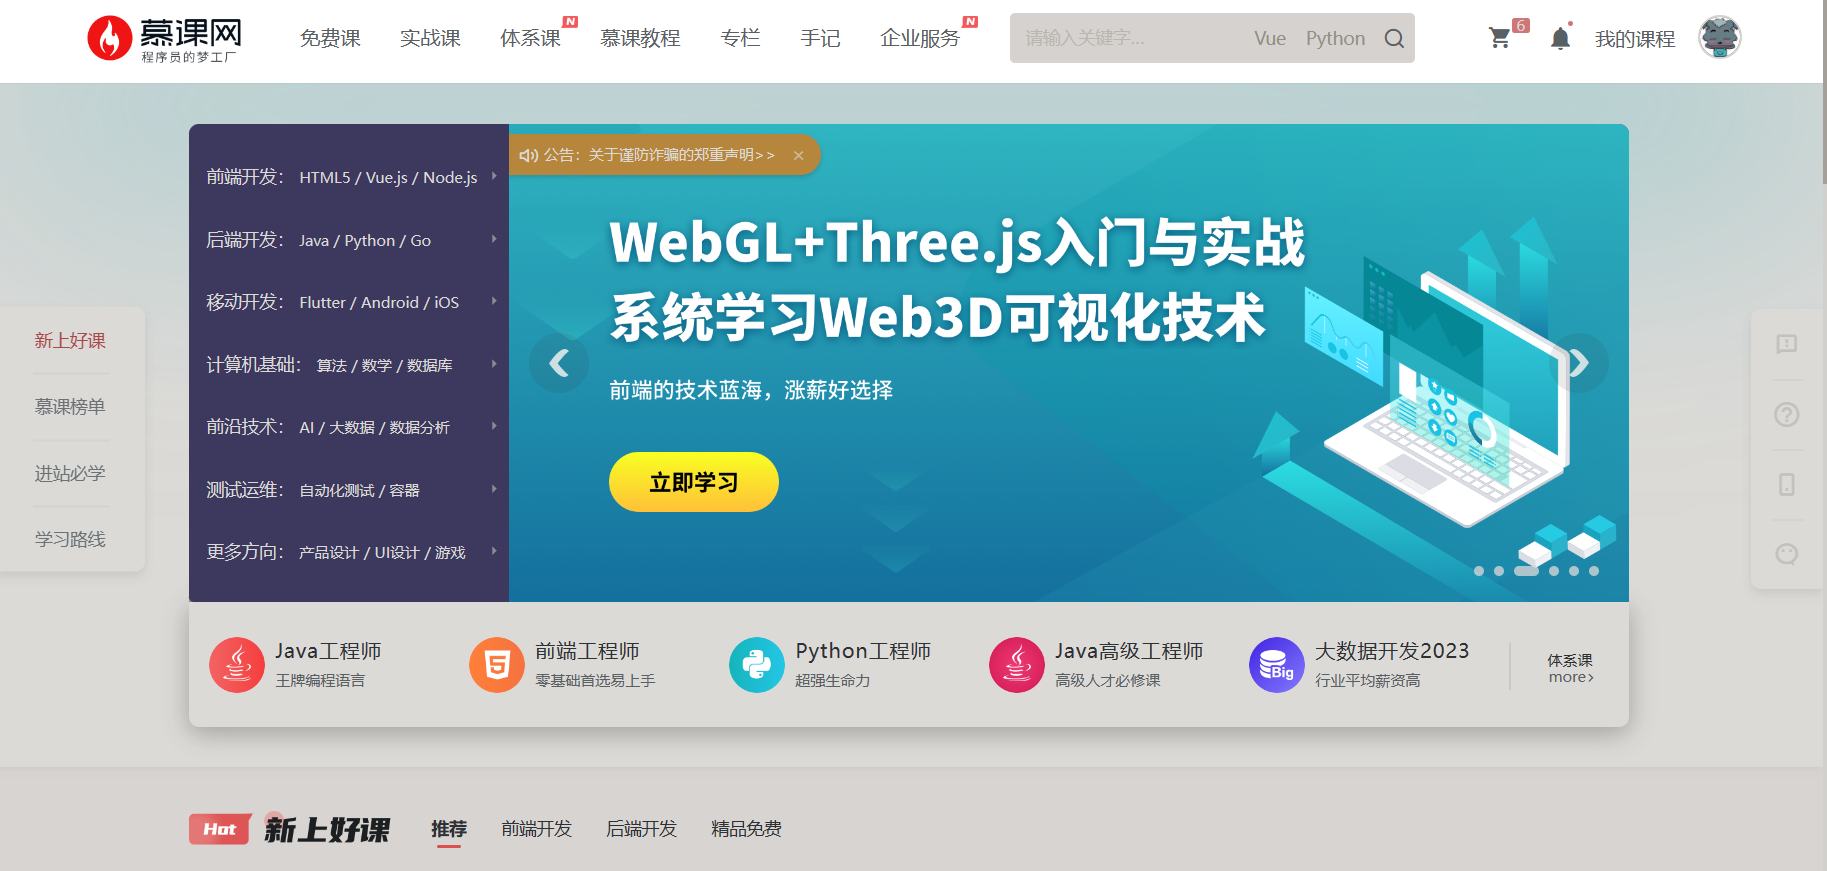 慕课网
程序员的梦工厂
免费课 实战课 体系课 N 慕课教程 专栏 手记 企业服务 N
请输入关键字... Vue Python
6
我的课程
前端开发： HTML5 / Vue.js / Node.js
后端开发： Java / Python / Go
移动开发： Flutter / Android / iOS
计算机基础： 算法 / 数学 / 数据库
前沿技术： AI / 大数据 / 数据分析
测试运维： 自动化测试 / 容器
更多方向： 产品设计 / UI设计 / 游戏
公告：关于谨防诈骗的郑重声明>> ×
WebGL+Three.js入门与实战
系统学习Web3D可视化技术
前端的技术蓝海，涨薪好选择
立即学习
新上好课
慕课榜单
进站必学
学习路线
Java工程师
王牌编程语言
前端工程师
零基础首选易上手
Python工程师
超强生命力
Java高级工程师
高级人才必修课
Big
大数据开发2023
行业平均薪资高
体系课
more›
Hot 新上好课 推荐 前端开发 后端开发 精品免费